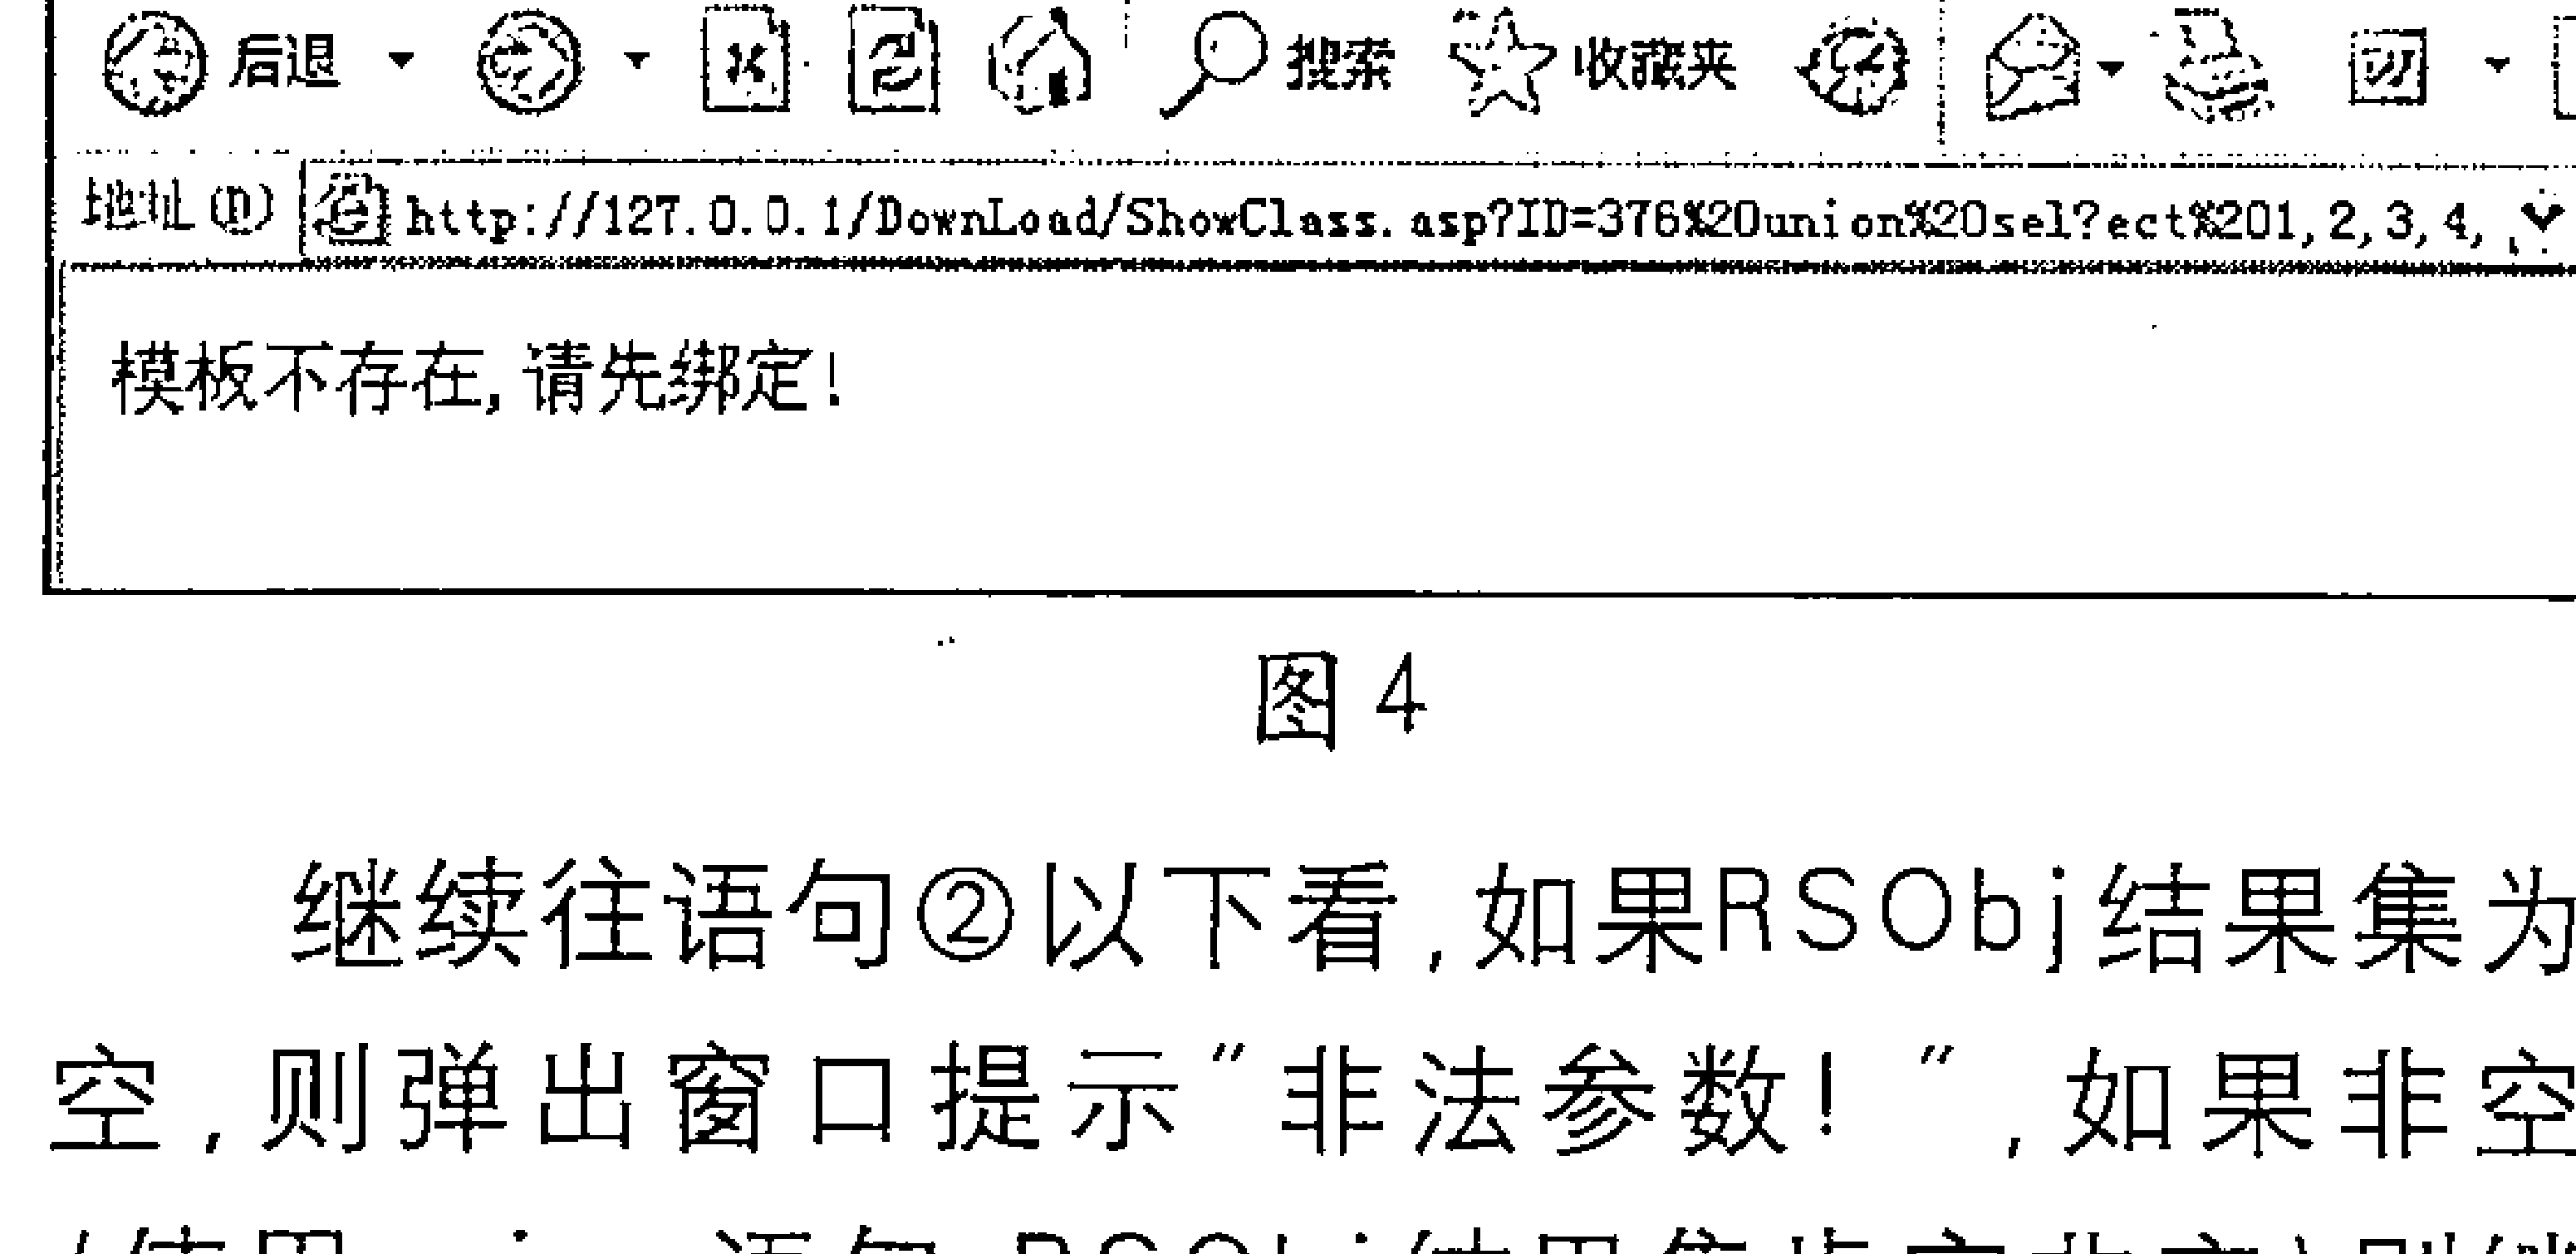 后退 搜索 收藏夹
地址(D) http://127.0.0.1/DownLoad/ShowClass.asp?ID=376%20union%20sel?ect%201,2,3,4,
模板不存在,请先绑定!
图 4
继续往语句②以下看,如果RSObj结果集为
空,则弹出窗口提示"非法参数!",如果非空